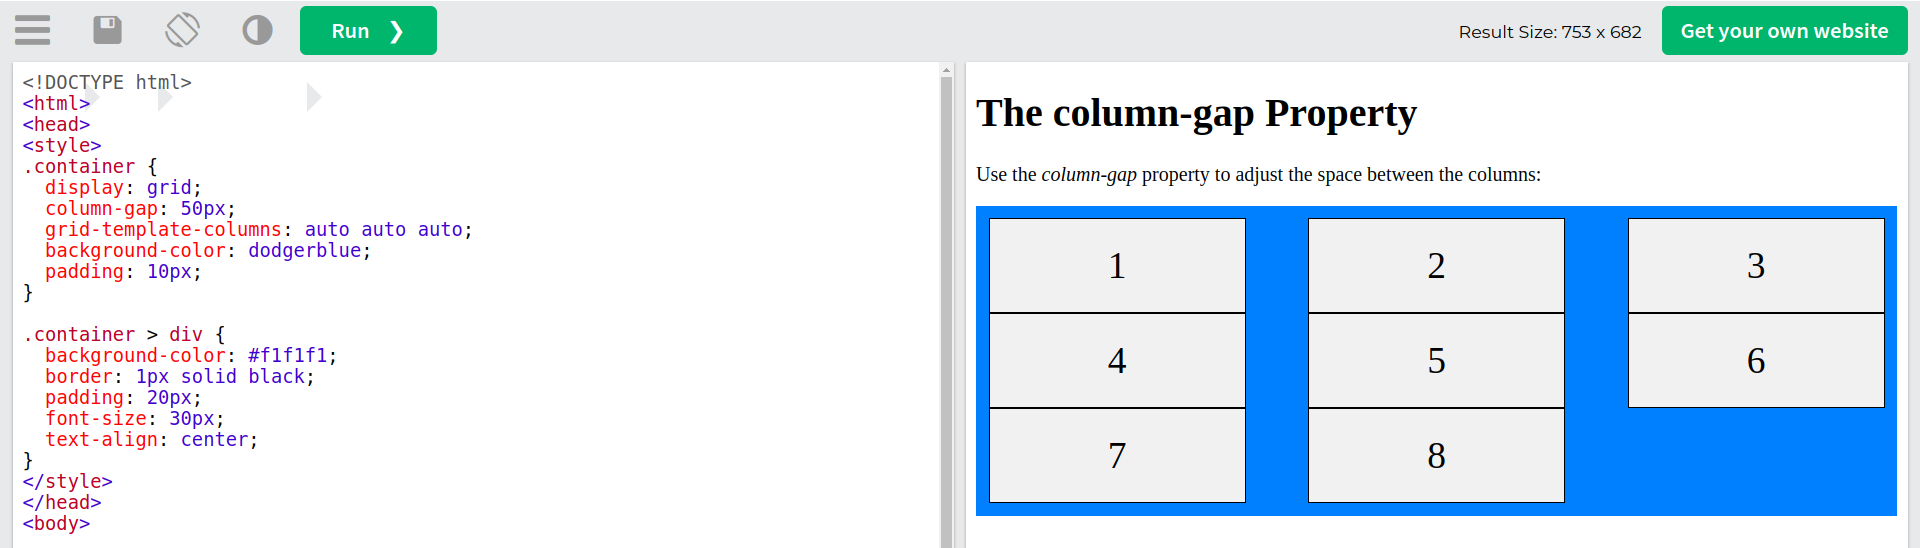 Run ❯
Result Size: 753 x 682
Get your own website
<!DOCTYPE html>
<html>
<head>
<style>
.container {
  display: grid;
  column-gap: 50px;
  grid-template-columns: auto auto auto;
  background-color: dodgerblue;
  padding: 10px;
}

.container > div {
  background-color: #f1f1f1;
  border: 1px solid black;
  padding: 20px;
  font-size: 30px;
  text-align: center;
}
</style>
</head>
<body>
The column-gap Property
Use the column-gap property to adjust the space between the columns:
1 2 3
4 5 6
7 8